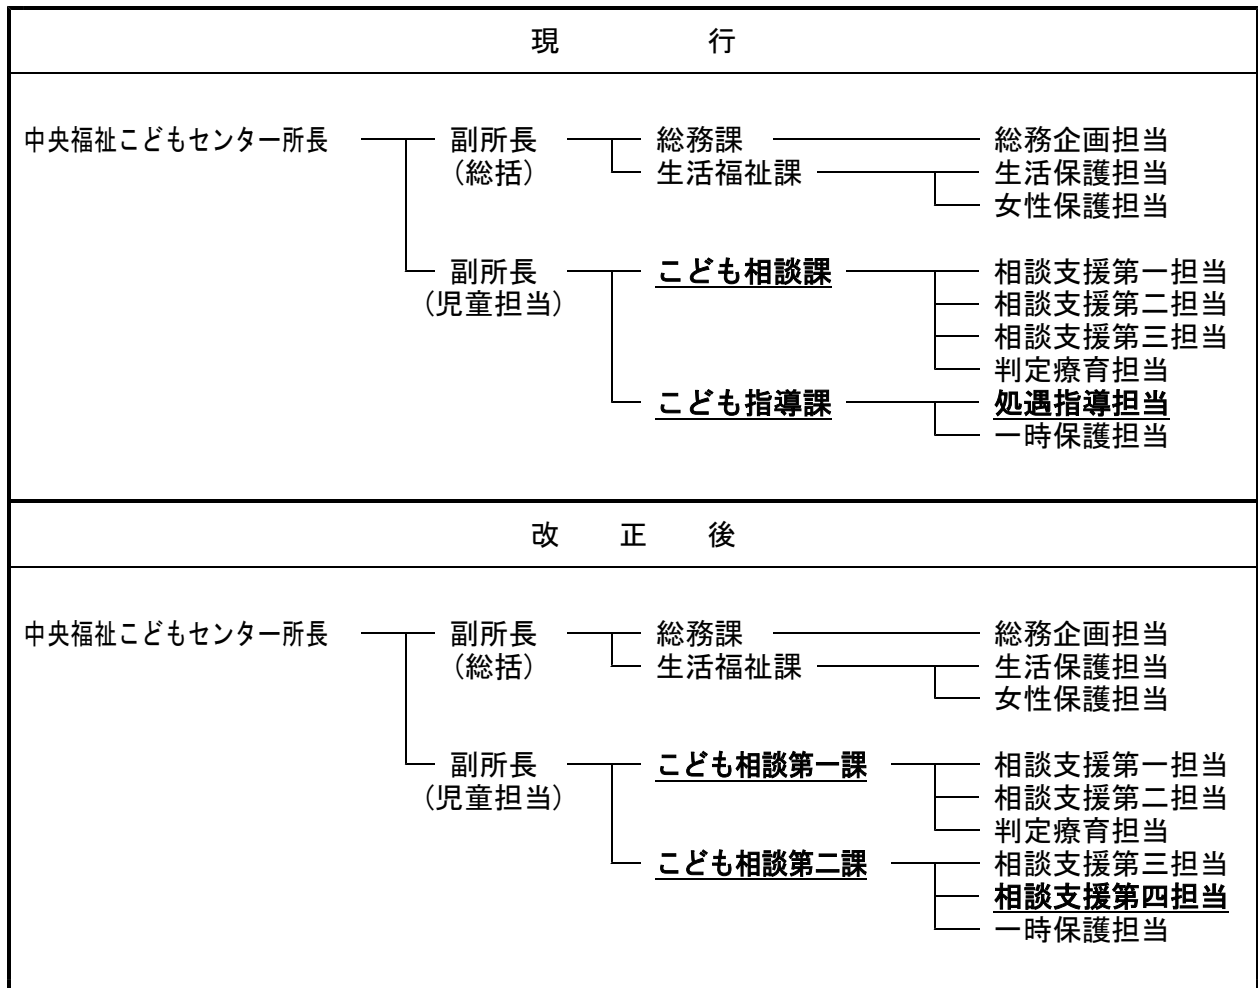 現 行
中央福祉こどもセンター所長 副所長 総務課 総務企画担当
(総括) 生活福祉課 生活保護担当
女性保護担当
副所長 こども相談課 相談支援第一担当
(児童担当) 相談支援第二担当
相談支援第三担当
判定療育担当
こども指導課 処遇指導担当
一時保護担当
改 正 後
中央福祉こどもセンター所長 副所長 総務課 総務企画担当
(総括) 生活福祉課 生活保護担当
女性保護担当
副所長 こども相談第一課 相談支援第一担当
(児童担当) 相談支援第二担当
判定療育担当
こども相談第二課 相談支援第三担当
相談支援第四担当
一時保護担当